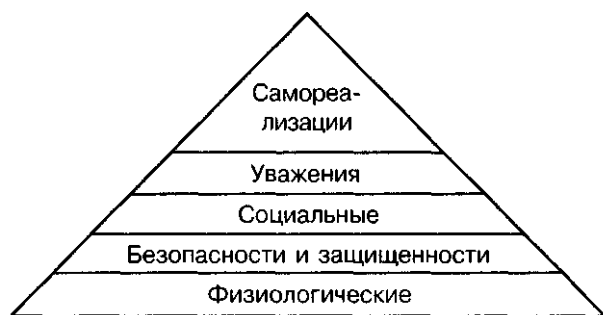 Самореа-
лизации
Уважения
Социальные
Безопасности и защищенности
Физиологические